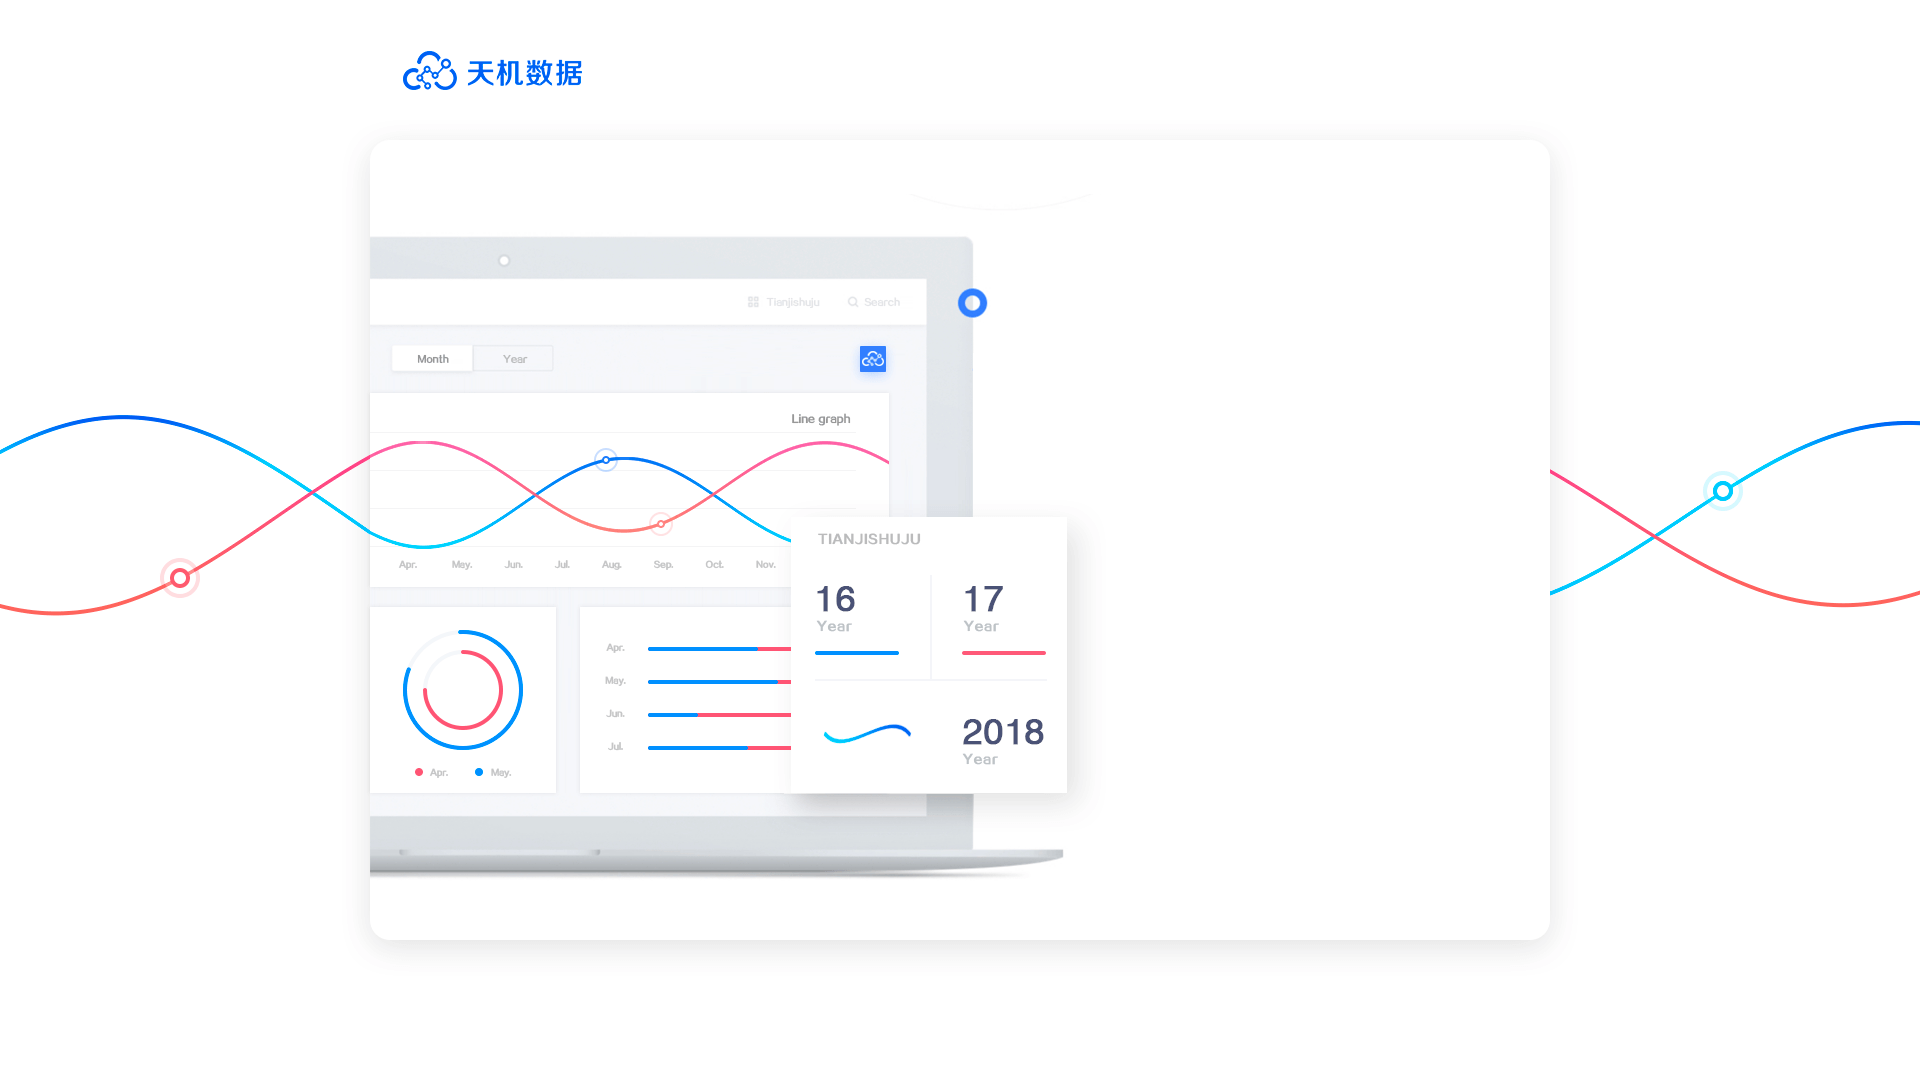 天机数据
Tianjishuju Search
Month Year
Line graph
Apr. May. Jun. Jul. Aug. Sep. Oct. Nov.
TIANJISHUJU
16 17
Year Year
2018
Year
Apr.
May.
Jun.
Jul.
Apr. May.